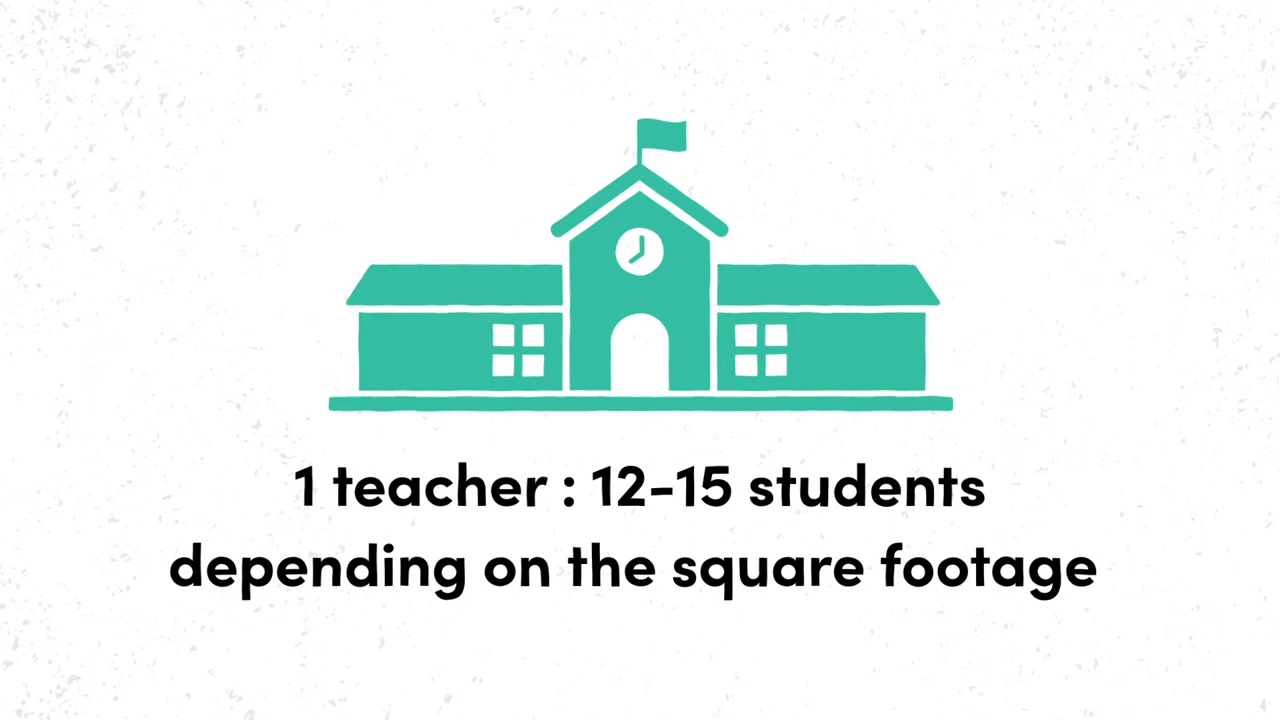 1 teacher : 12-15 students
depending on the square footage